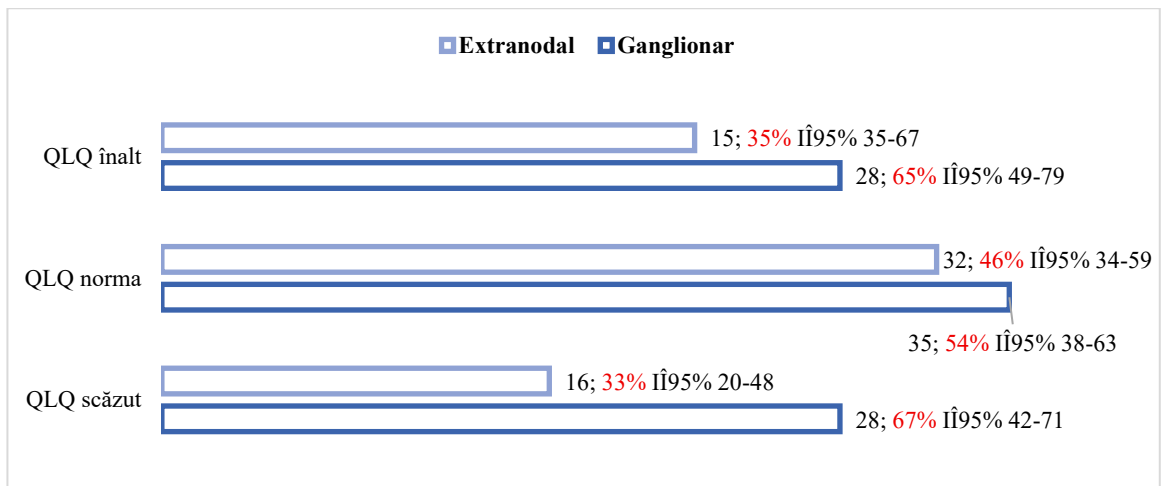 Extranodal Ganglionar
QLQ înalt
15; 35% IÎ95% 35-67
28; 65% IÎ95% 49-79
QLQ norma
32; 46% IÎ95% 34-59
35; 54% IÎ95% 38-63
QLQ scăzut
16; 33% IÎ95% 20-48
28; 67% IÎ95% 42-71